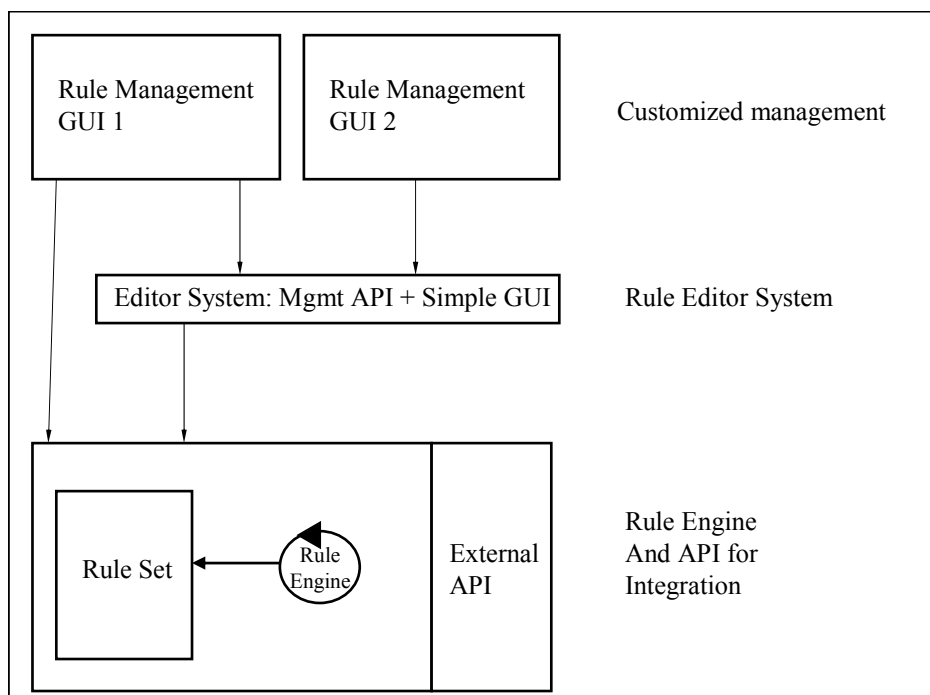 Rule Management
GUI 1
Rule Management
GUI 2
Customized management
Editor System: Mgmt API + Simple GUI
Rule Editor System
Rule Set
Rule
Engine
External
API
Rule Engine
And API for
Integration